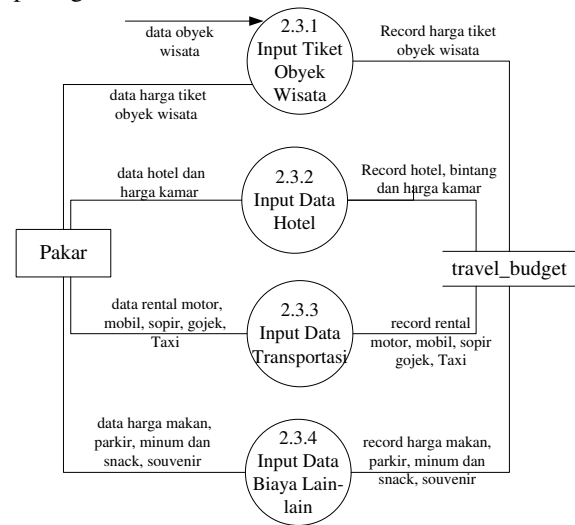 data obyek
wisata
2.3.1
Input Tiket
Obyek
Wisata
Record harga tiket
obyek wisata
data harga tiket
obyek wisata
data hotel dan
harga kamar
2.3.2
Input Data
Hotel
Record hotel, bintang
dan harga kamar
Pakar
travel_budget
data rental motor,
mobil, sopir, gojek,
Taxi
2.3.3
Input Data
Transportasi
record rental
motor, mobil, sopir
gojek, Taxi
data harga makan,
parkir, minum dan
snack, souvenir
2.3.4
Input Data
Biaya Lain-
lain
record harga makan,
parkir, minum dan
snack, souvenir